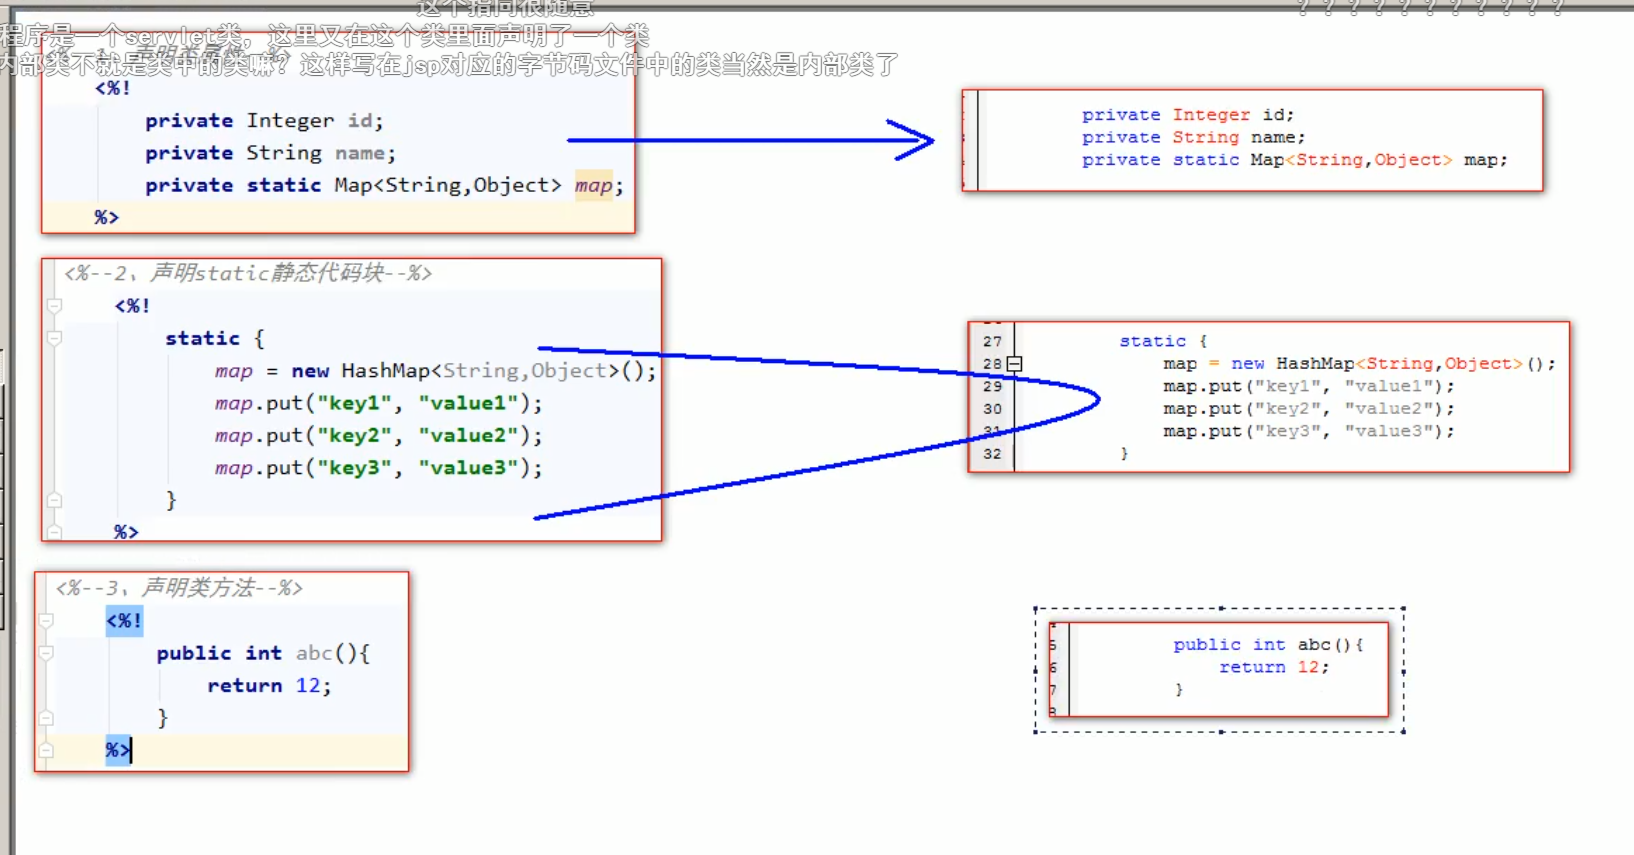 这个指向很随意
？？？？？？？？？？？
程序是一个servlet类，这里又在这个类里面声明了一个类
<%--1、声明类属性--%>
内部类不就是类中的类嘛？这样写在jsp对应的字节码文件中的类当然是内部类了
<%!
private Integer id;
private String name;
private static Map<String,Object> map;
%>
private Integer id;
private String name;
private static Map<String,Object> map;
<%--2、声明static静态代码块--%>
<%!
static {
map = new HashMap<String,Object>();
map.put("key1", "value1");
map.put("key2", "value2");
map.put("key3", "value3");
}
%>
27 static {
28 map = new HashMap<String,Object>();
29 map.put("key1", "value1");
30 map.put("key2", "value2");
31 map.put("key3", "value3");
32 }
<%--3、声明类方法--%>
<%!
public int abc(){
return 12;
}
%>
5 public int abc(){
6 return 12;
7 }
8